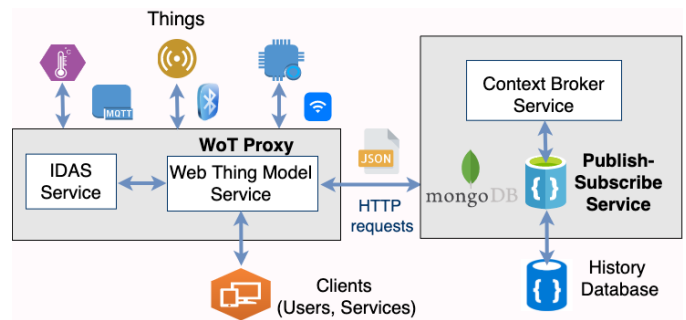 Things
MQTT
WoT Proxy
IDAS
Service
Web Thing Model
Service
JSON
HTTP
requests
Clients
(Users, Services)
Context Broker
Service
mongoDB
{ }
Publish-
Subscribe
Service
{ }
History
Database